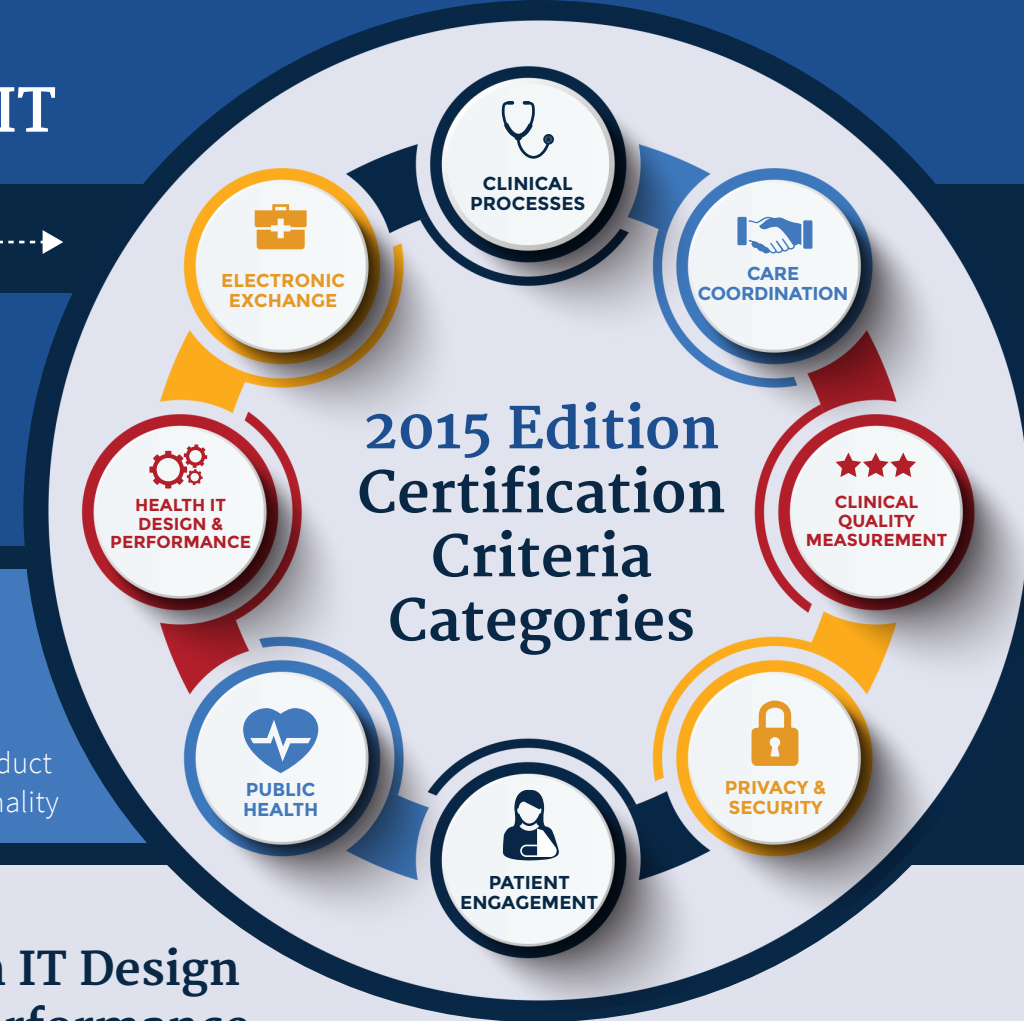 IT
CLINICAL
PROCESSES
CARE
COORDINATION
ELECTRONIC
EXCHANGE
2015 Edition
Certification
Criteria
Categories
HEALTH IT
DESIGN &
PERFORMANCE
CLINICAL
QUALITY
MEASUREMENT
PUBLIC
HEALTH
PRIVACY &
SECURITY
PATIENT
ENGAGEMENT
duct
nality
IT Design